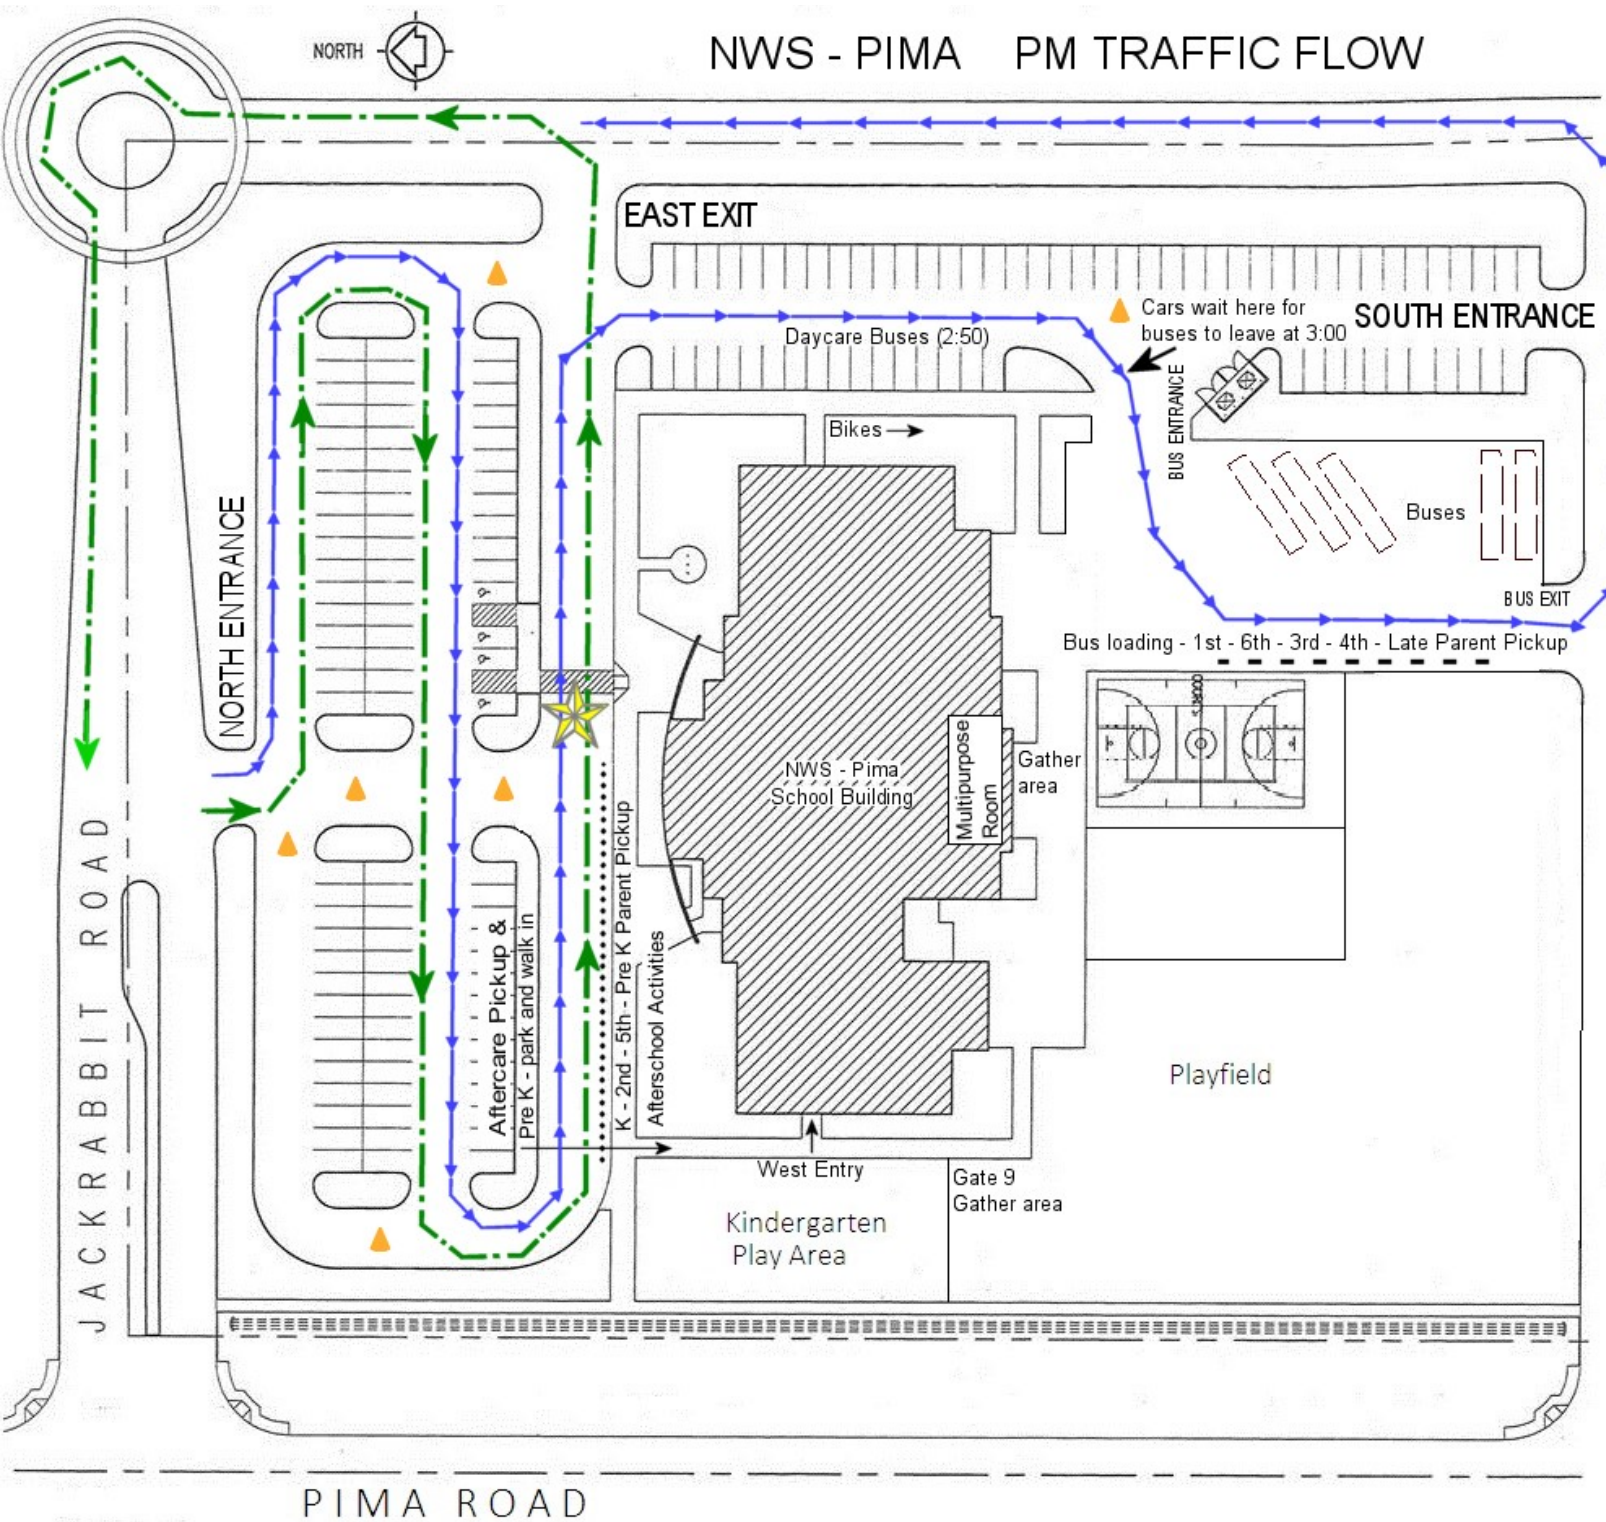 NORTH
NWS - PIMA PM TRAFFIC FLOW
EAST EXIT
Cars wait here for
buses to leave at 3:00
SOUTH ENTRANCE
Daycare Buses (2:50)
BUS ENTRANCE
Bikes
NORTH ENTRANCE
Buses
BUS EXIT
Bus loading - 1st - 6th - 3rd - 4th - Late Parent Pickup
NWS - Pima
School Building
Multipurpose
Room
Gather
area
JACKRABBIT ROAD
K - 2nd - 5th - Pre K Parent Pickup
Afterschool Activities
Aftercare Pickup &
Pre K - park and walk in
Playfield
West Entry
Gate 9
Gather area
Kindergarten
Play Area
PIMA ROAD